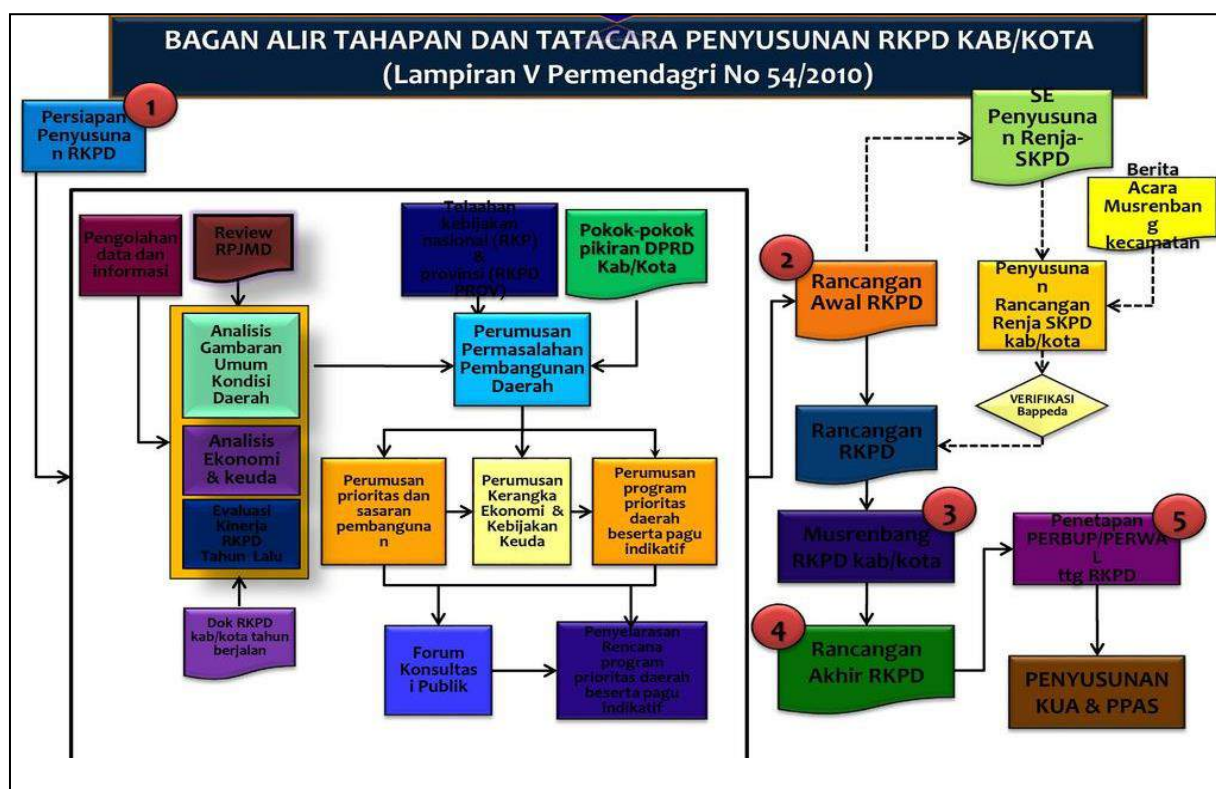 BAGAN ALIR TAHAPAN DAN TATACARA PENYUSUNAN RKPD KAB/KOTA
(Lampiran V Permendagri No 54/2010)
1
Persiapan
Penyusuna
n RKPD
SE
Penyusuna
n Renja-
SKPD
Berita
Acara
Musrenban
g
kecamatan
Pengolahan
data dan
informasi
Review
RPJMD
Telaahan
kebijakan
nasional (RKP)
&
provinsi (RKPD
PROV)
Pokok-pokok
pikiran DPRD
Kab/Kota
2
Rancangan
Awal RKPD
Penyusuna
n
Rancangan
Renja SKPD
kab/kota
Analisis
Gambaran
Umum
Kondisi
Daerah
Perumusan
Permasalahan
Pembangunan
Daerah
VERIFIKASI
Bappeda
Rancangan
RKPD
Analisis
Ekonomi
& keuda
Perumusan
prioritas dan
sasaran
pembanguna
n
Perumusan
Kerangka
Ekonomi &
Kebijakan
Keuda
Perumusan
program
prioritas
daerah
beserta pagu
indikatif
Evaluasi
Kinerja
RKPD
Tahun Lalu
3
Musrenbang
RKPD kab/kota
5
Penetapan
PERBUP/PERWA
L
ttg RKPD
Dok RKPD
kab/kota tahun
berjalan
Forum
Konsultas
i Publik
Penyelarasan
Rencana
program
prioritas daerah
beserta pagu
indikatif
4
Rancangan
Akhir RKPD
PENYUSUNAN
KUA & PPAS